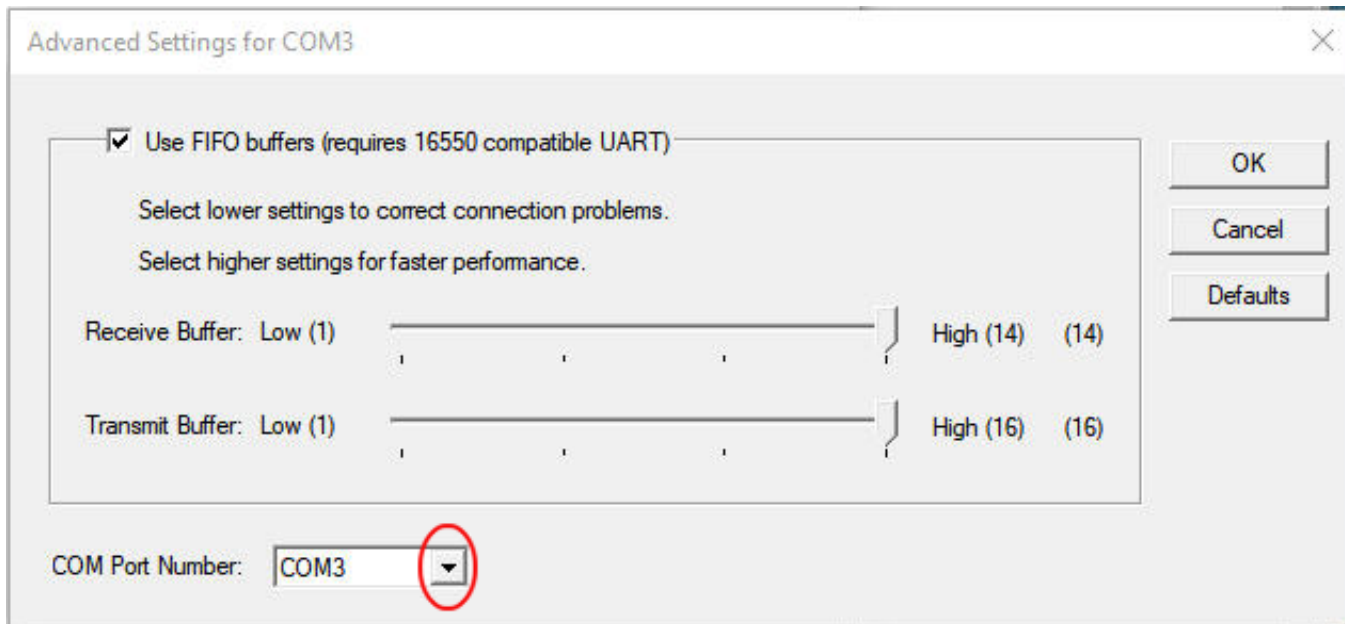 Advanced Settings for COM3
Use FIFO buffers (requires 16550 compatible UART)
OK
Select lower settings to correct connection problems.
Cancel
Select higher settings for faster performance.
Defaults
Receive Buffer: Low (1) High (14) (14)
Transmit Buffer: Low (1) High (16) (16)
COM Port Number: COM3